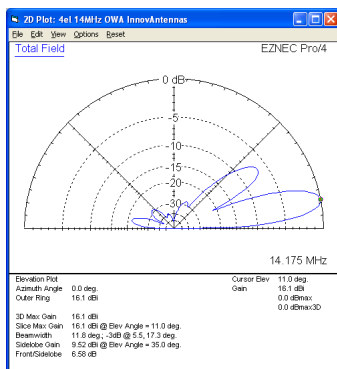 2D Plot: 4el 14MHz OWA InnovAntennas
File Edit View Options Reset
Total Field
EZNEC Pro/4
0 dB
-5
-10
-15
-20
-30
14.175 MHz
Elevation Plot
Cursor Elev 11.0 deg.
Azimuth Angle 0.0 deg.
Gain 16.1 dBi
Outer Ring 16.1 dBi
0.0 dBmax
0.0 dBmax3D
3D Max Gain 16.1 dBi
Slice Max Gain 16.1 dBi @ Elev Angle = 11.0 deg.
Beamwidth 11.8 deg.; -3dB @ 5.5, 17.3 deg.
Sidelobe Gain 9.52 dBi @ Elev Angle = 35.0 deg.
Front/Sidelobe 6.58 dB